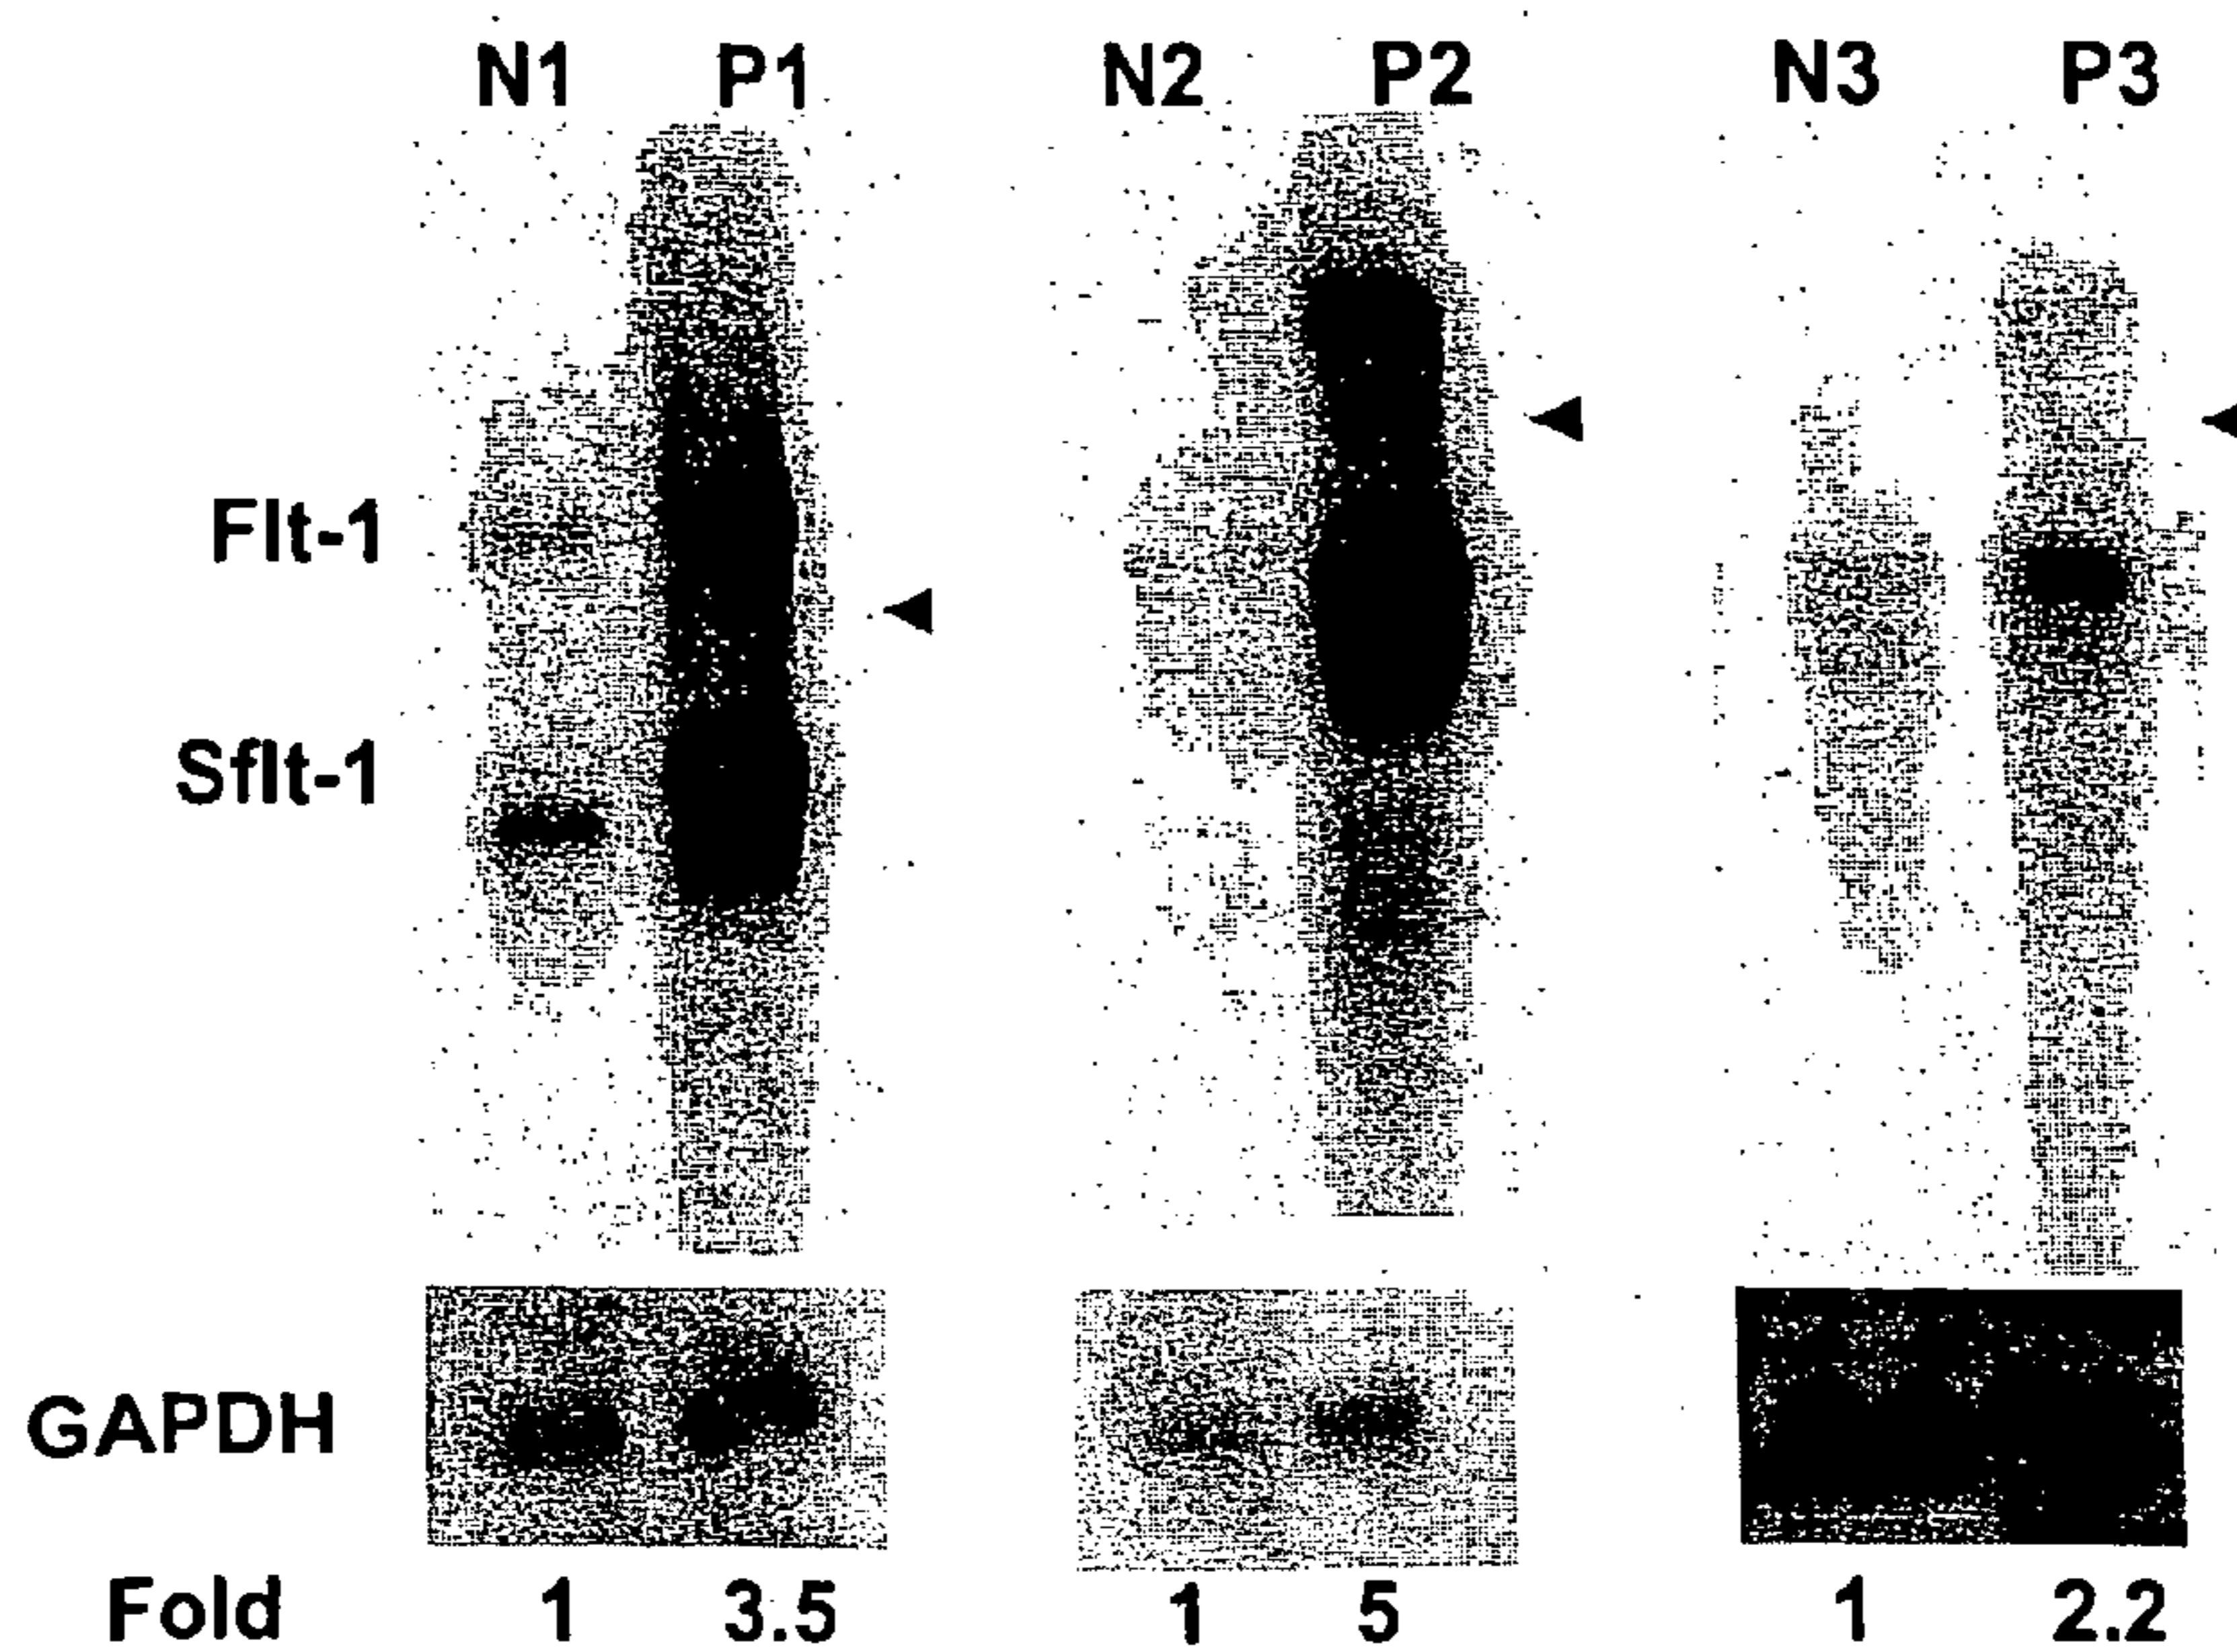 N1 P1 N2 P2 N3 P3
Flt-1
Sflt-1
GAPDH
Fold 1 3.5 1 5 1 2.2